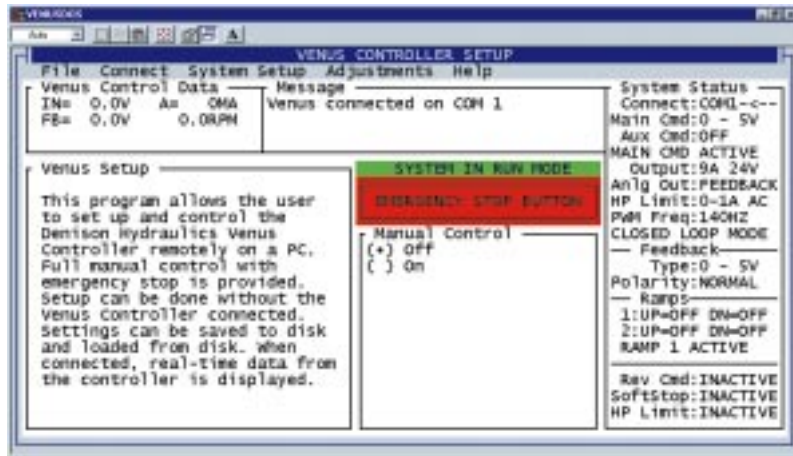 VENUSDOS
Auto
A
VENUS CONTROLLER SETUP
File Connect System Setup Adjustments Help
Venus Control Data
IN= 0.0V A= 0MA
FB= 0.0V 0.0RPM
Message
Venus connected on COM 1
Venus Setup
This program allows the user
to set up and control the
Denison Hydraulics Venus
Controller remotely on a PC.
Full manual control with
emergency stop is provided.
Setup can be done without the
Venus Controller connected.
Settings can be saved to disk
and loaded from disk. When
connected, real-time data from
the controller is displayed.
SYSTEM IN RUN MODE
EMERGENCY STOP BUTTON
Manual Control
(•) Off
( ) On
System Status
Connect:COM1-<--
Main Cmd:0 - 5V
Aux Cmd:OFF
MAIN CMD ACTIVE
Output:9A 24V
Anlg Out:FEEDBACK
HP Limit:0-1A AC
PWM Freq:140HZ
CLOSED LOOP MODE
Feedback
Type:0 - 5V
Polarity:NORMAL
Ramps
1:UP=OFF DN=OFF
2:UP=OFF DN=OFF
RAMP 1 ACTIVE
Rev Cmd:INACTIVE
SoftStop:INACTIVE
HP Limit:INACTIVE